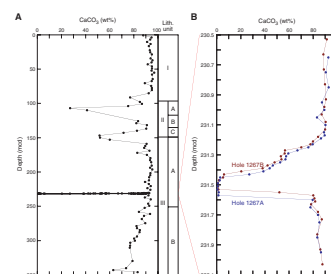 A
CaCO3 (wt%)
Lith. unit
0 20 40 60 80
0
50
100
150
200
250
300
Depth (mcd)
I
II
A
B
C
III
A
B
B
CaCO3 (wt%)
0 20 40 60 80
230.5
230.7
230.9
231.1
231.3
231.5
231.7
231.9
Depth (mcd)
Hole 1267B
Hole 1267A